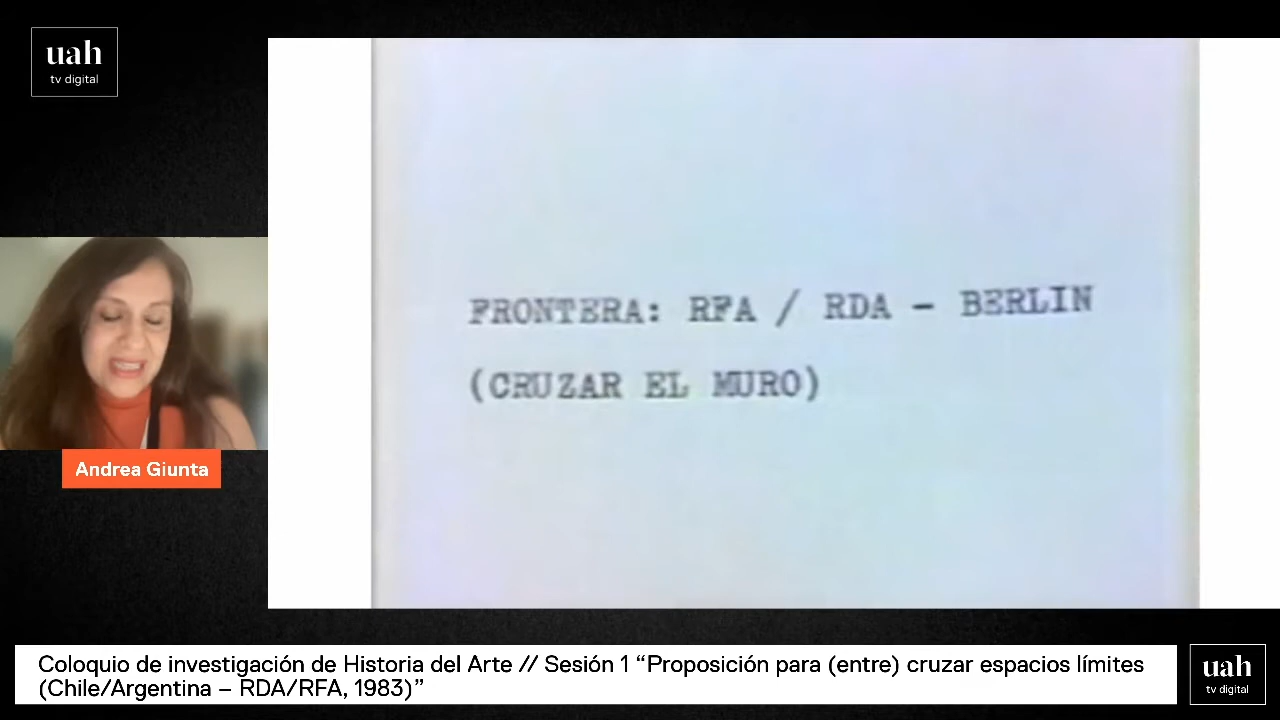 uah
tv digital
FRONTERA: RFA / RDA - BERLIN
(CRUZAR EL MURO)
Andrea Giunta
Coloquio de investigación de Historia del Arte // Sesión 1 “Proposición para (entre) cruzar espacios límites
(Chile/Argentina – RDA/RFA, 1983)”
uah
tv digital